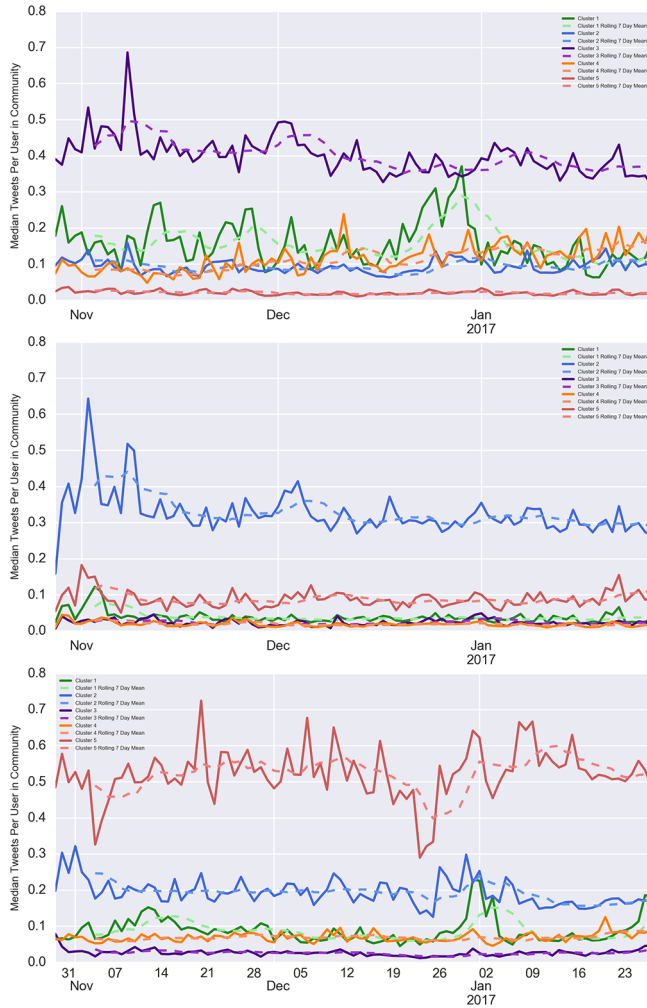 0.8
0.7
0.6
0.5
0.4
0.3
0.2
0.1
0.0
Median Tweets Per User in Community
Cluster 1
Cluster 1 Rolling 7 Day Mean
Cluster 2
Cluster 2 Rolling 7 Day Mean
Cluster 3
Cluster 3 Rolling 7 Day Mean
Cluster 4
Cluster 4 Rolling 7 Day Mean
Cluster 5
Cluster 5 Rolling 7 Day Mean
Nov Dec Jan
2017
0.8
0.7
0.6
0.5
0.4
0.3
0.2
0.1
0.0
Median Tweets Per User in Community
Cluster 1
Cluster 1 Rolling 7 Day Mean
Cluster 2
Cluster 2 Rolling 7 Day Mean
Cluster 3
Cluster 3 Rolling 7 Day Mean
Cluster 4
Cluster 4 Rolling 7 Day Mean
Cluster 5
Cluster 5 Rolling 7 Day Mean
Nov Dec Jan
2017
0.8
0.7
0.6
0.5
0.4
0.3
0.2
0.1
0.0
Median Tweets Per User in Community
Cluster 1
Cluster 1 Rolling 7 Day Mean
Cluster 2
Cluster 2 Rolling 7 Day Mean
Cluster 3
Cluster 3 Rolling 7 Day Mean
Cluster 4
Cluster 4 Rolling 7 Day Mean
Cluster 5
Cluster 5 Rolling 7 Day Mean
31 07 14 21 28 05 12 19 26 02 09 16 23
Nov Dec Jan
2017